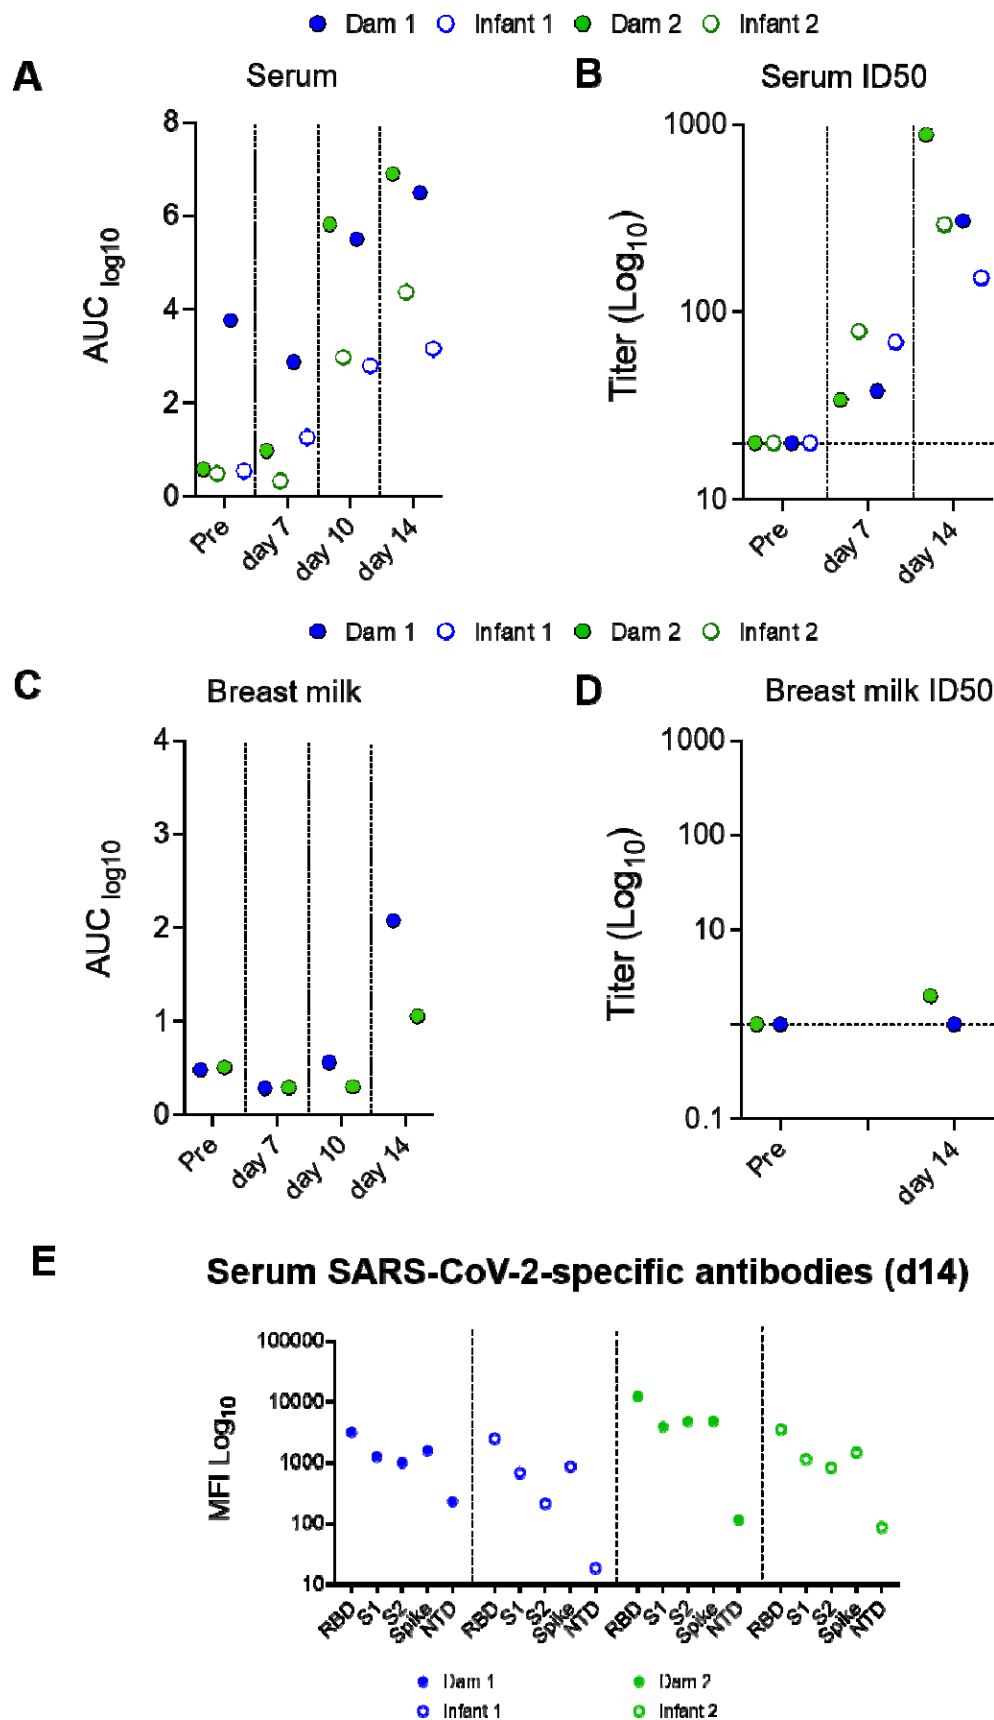 Dam 1 Infant 1 Dam 2 Infant 2
A Serum
AUC log10
8
6
4
2
0
Pre day 7 day 10 day 14
B Serum ID50
Titer (Log10)
1000
100
10
Pre day 7 day 14
Dam 1 Infant 1 Dam 2 Infant 2
C Breast milk
AUC log10
4
3
2
1
0
Pre day 7 day 10 day 14
D Breast milk ID50
Titer (Log10)
1000
100
10
0.1
Pre day 14
E Serum SARS-CoV-2-specific antibodies (d14)
MFI Log10
100000
10000
1000
100
10
RBD S1 S2 Spike NTD RBD S1 S2 Spike NTD RBD S1 S2 Spike NTD RBD S1 S2 Spike NTD
Dam 1 Dam 2
Infant 1 Infant 2